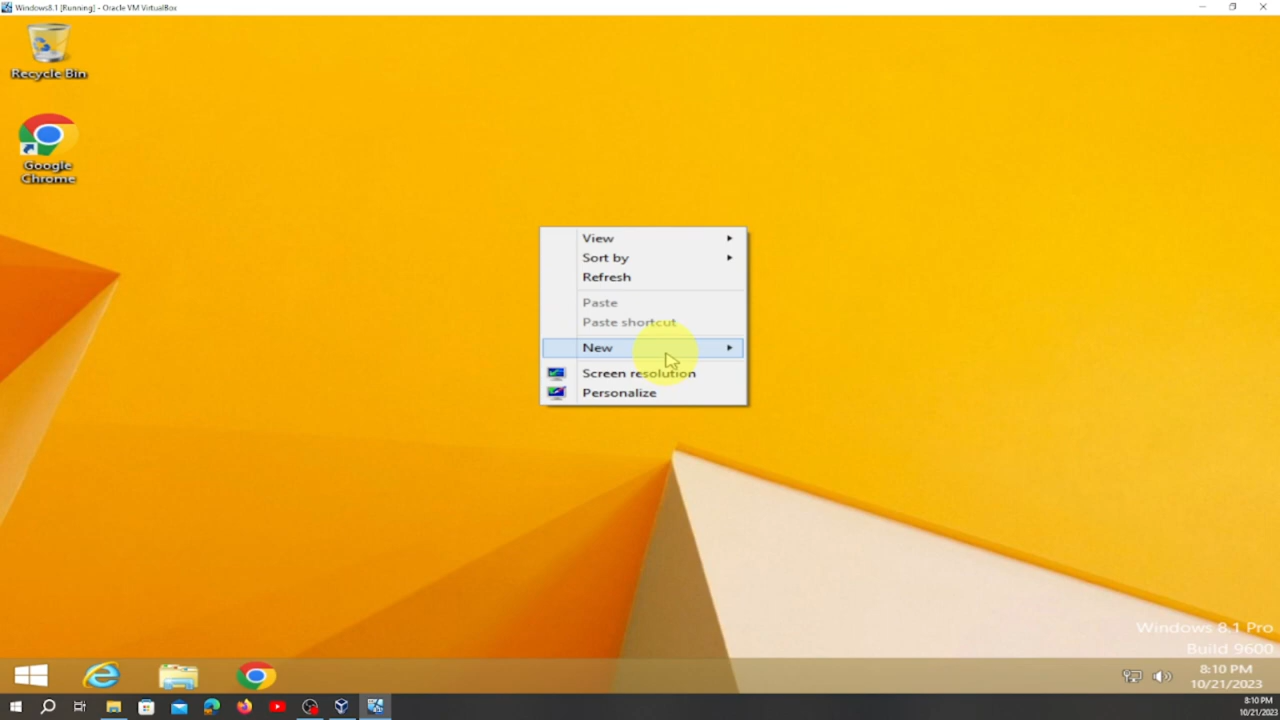 Windows8.1 [Running] - Oracle VM VirtualBox
Recycle Bin
Google
Chrome
View
Sort by
Refresh
Paste
Paste shortcut
New
Screen resolution
Personalize
Windows 8.1 Pro
Build 9600
8:10 PM
10/21/2023
8:10 PM
10/21/2023